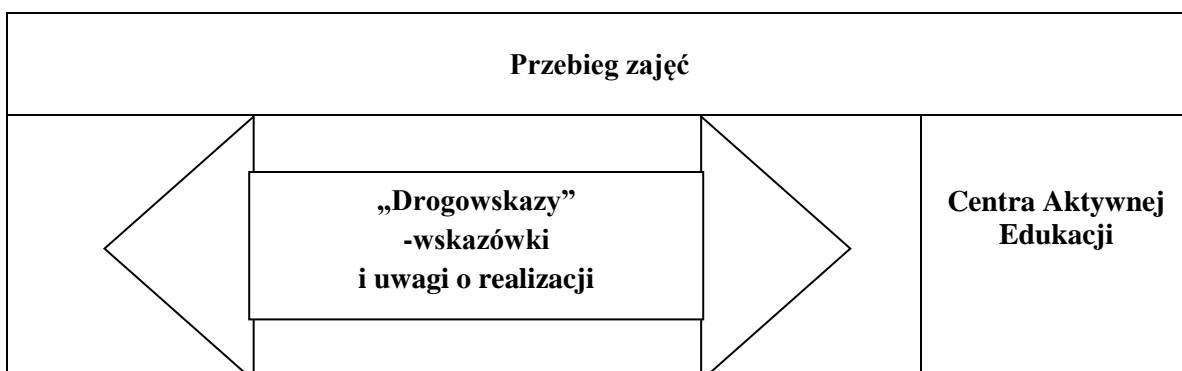 Przebieg zajęć
„Drogowskazy”
-wskazówki
i uwagi o realizacji
Centra Aktywnej
Edukacji